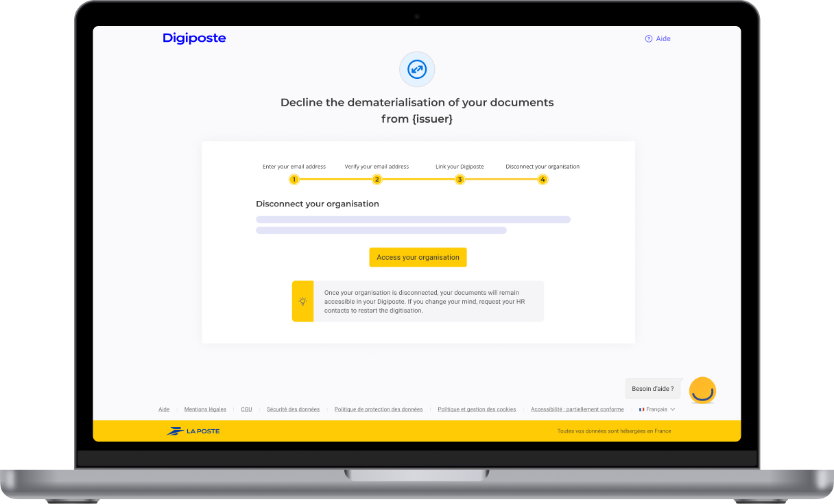 Digiposte
Aide
Decline the dematerialisation of your documents
from {issuer}
Enter your email address
Verify your email address
Link your Digiposte
Disconnect your organisation
1
2
3
4
Disconnect your organisation
Access your organisation
Once your organisation is disconnected, your documents will remain
accessible in your Digiposte. If you change your mind, request your HR
contacts to restart the digitisation.
Besoin d'aide ?
Aide
Mentions légales
CGU
Sécurité des données
Politique de protection des données
Politique et gestion des cookies
Accessibilité : partiellement conforme
Français
LA POSTE
Toutes vos données sont hébergées en France